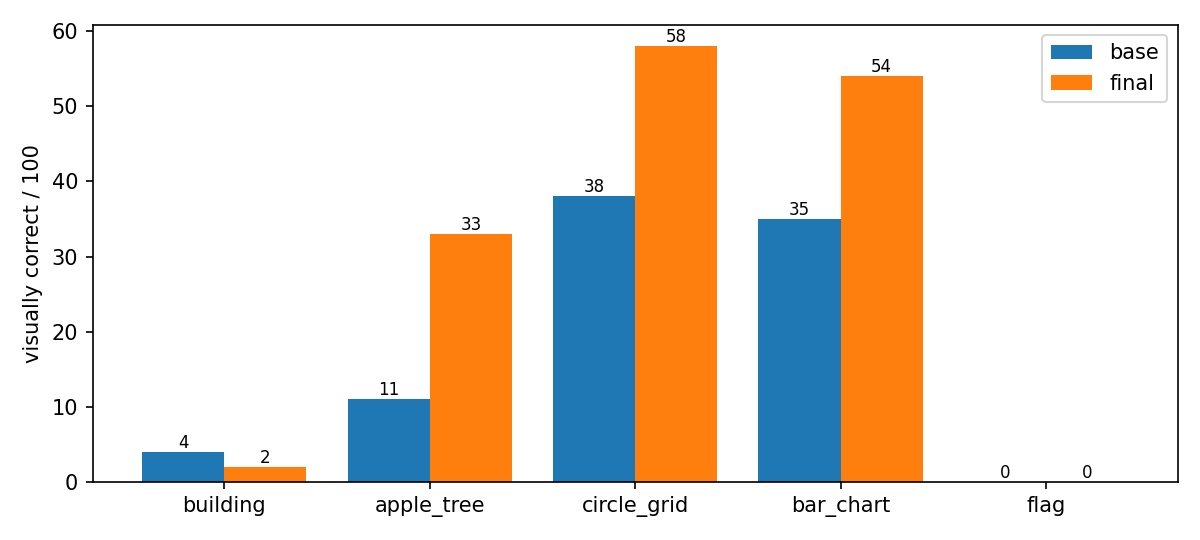 visually correct / 100
60
50
40
30
20
10
0
base
final
4
2
11
33
38
58
35
54
0
0
building
apple_tree
circle_grid
bar_chart
flag